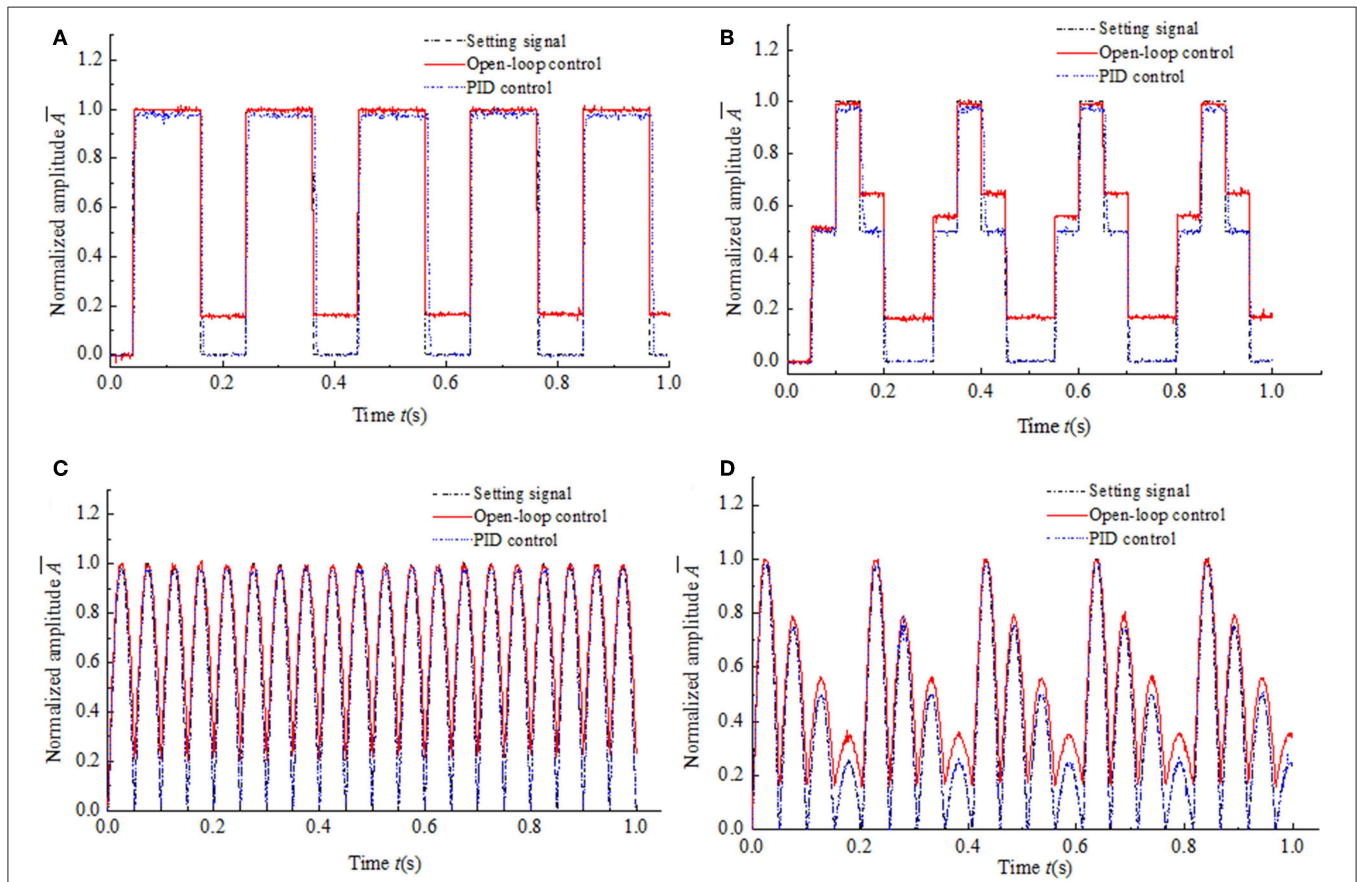 A
Setting signal
Open-loop control
PID control
Normalized amplitude A̅
1.2
1.0
0.8
0.6
0.4
0.2
0.0
0.0 0.2 0.4 0.6 0.8 1.0
Time t(s)
B
Setting signal
Open-loop control
PID control
Normalized amplitude A̅
1.2
1.0
0.8
0.6
0.4
0.2
0.0
0.0 0.2 0.4 0.6 0.8 1.0
Time t(s)
C
Setting signal
Open-loop control
PID control
Normalized amplitude A̅
1.2
1.0
0.8
0.6
0.4
0.2
0.0
0.0 0.2 0.4 0.6 0.8 1.0
Time t(s)
D
Setting signal
Open-loop control
PID control
Normalized amplitude A̅
1.2
1.0
0.8
0.6
0.4
0.2
0.0
0.0 0.2 0.4 0.6 0.8 1.0
Time t(s)